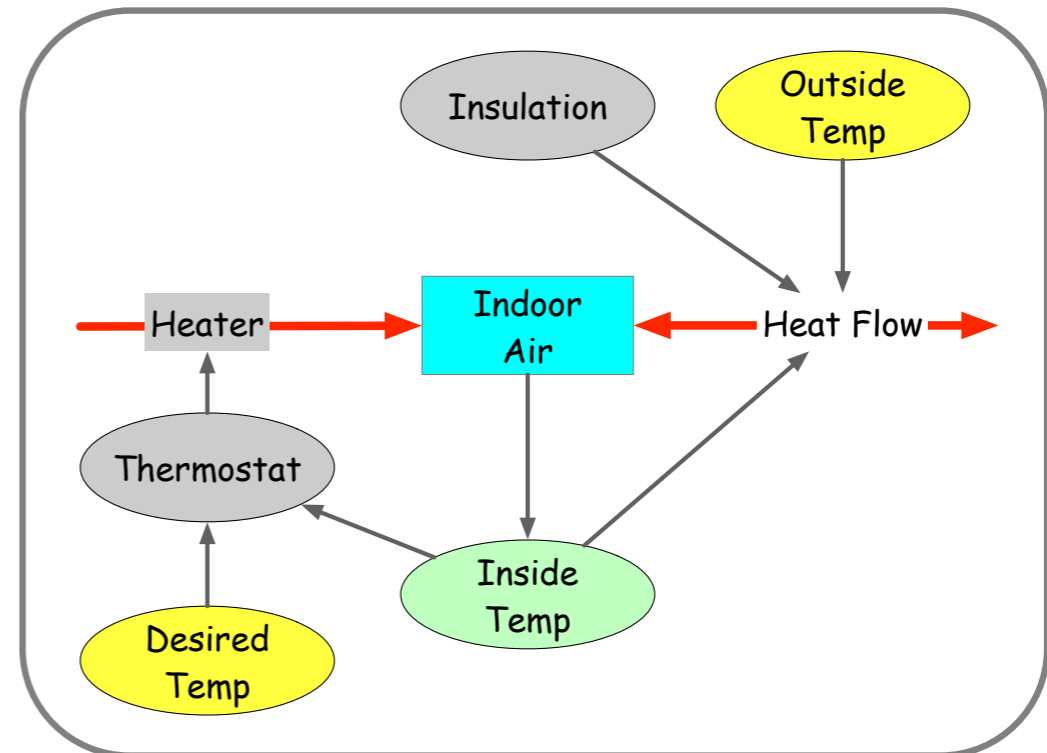 Insulation
Outside
Temp
Heater
Indoor
Air
Heat Flow
Thermostat
Inside
Temp
Desired
Temp